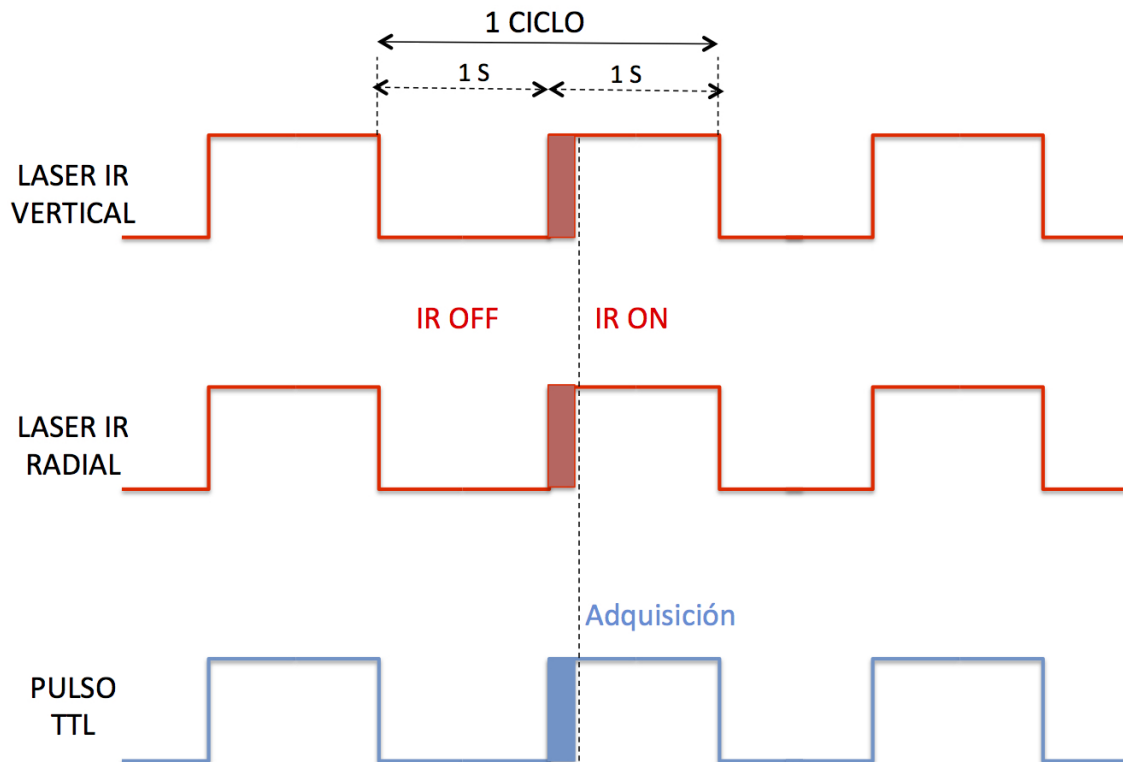 1 CICLO
1 S
1 S
LASER IR
VERTICAL
IR OFF
IR ON
LASER IR
RADIAL
Adquisición
PULSO
TTL